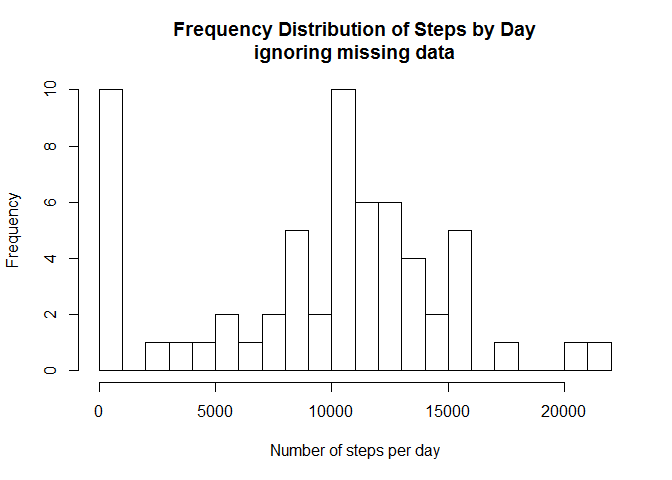 Frequency Distribution of Steps by Day
ignoring missing data
Frequency
10
8
6
4
2
0
0 5000 10000 15000 20000
Number of steps per day